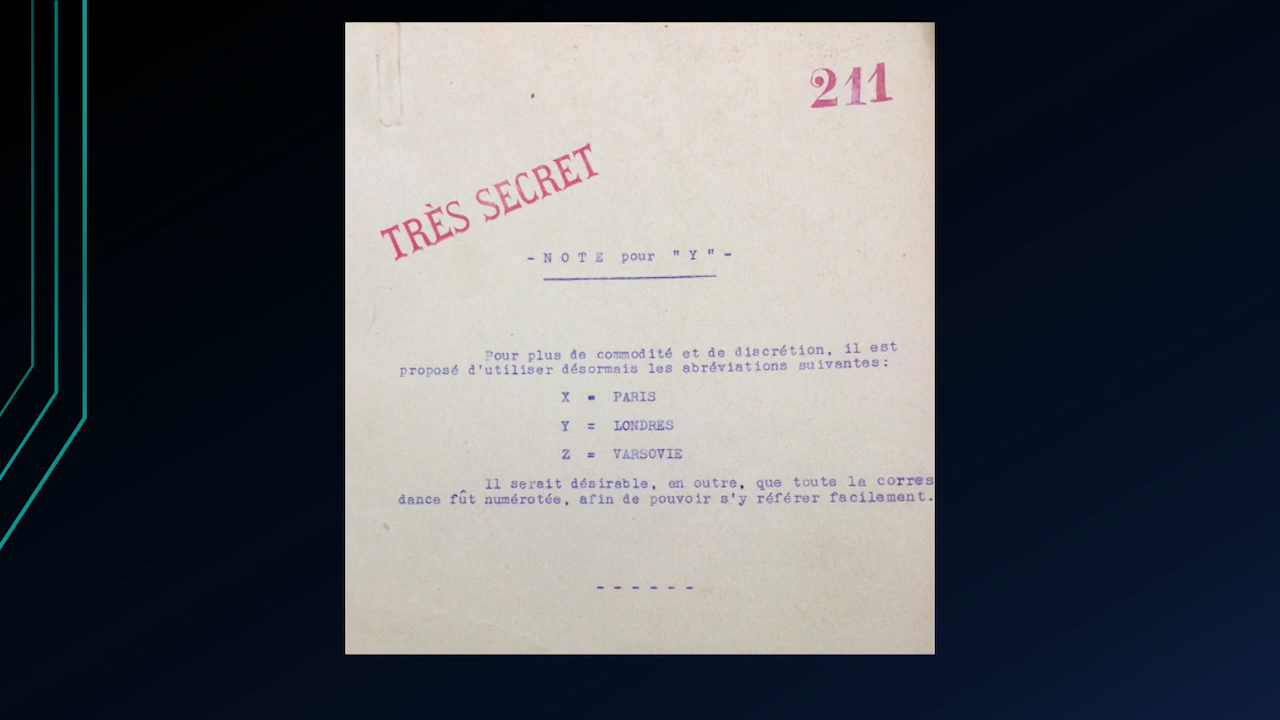 211
TRÈS SECRET
- N O T E pour " Y " -
Pour plus de commodité et de discrétion, il est
proposé d'utiliser désormais les abréviations suivantes:
X = PARIS
Y = LONDRES
Z = VARSOVIE
Il serait désirable, en outre, que toute la corres
dance fût numérotée, afin de pouvoir s'y référer facilement.
- - - - - -